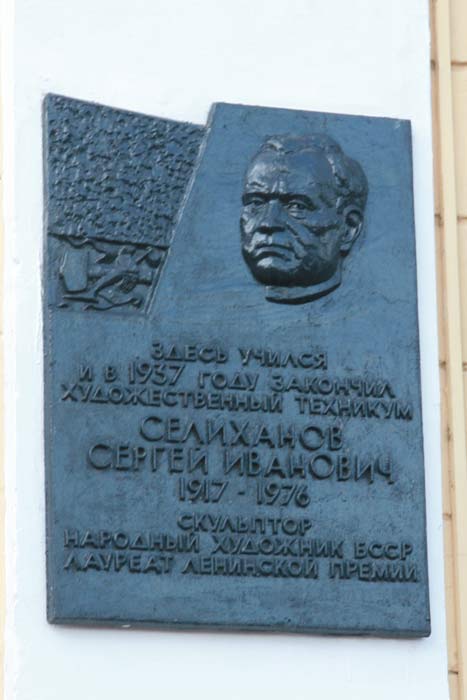 ЗДЕСЬ УЧИЛСЯ
И В 1937 ГОДУ ЗАКОНЧИЛ
ХУДОЖЕСТВЕННЫЙ ТЕХНИКУМ
СЕЛИХАНОВ
СЕРГЕЙ ИВАНОВИЧ
1917 - 1976
СКУЛЬПТОР
НАРОДНЫЙ ХУДОЖНИК БССР
ЛАУРЕАТ ЛЕНИНСКОЙ ПРЕМИИ